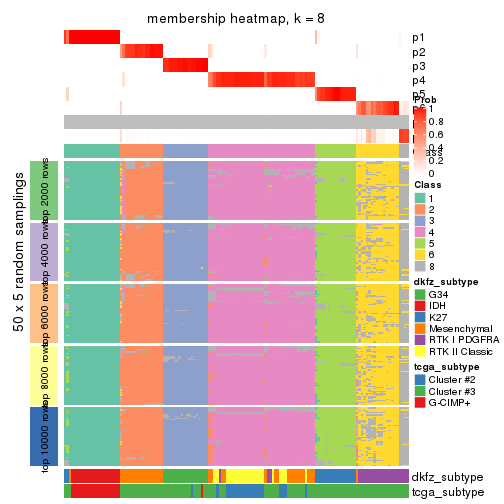 membership heatmap, k = 8
p1
p2
p3
p4
p5
Prob
1
0.8
0.6
0.4
0.2
0
Class
Class
1
2
3
4
5
6
8
dkfz_subtype
G34
IDH
K27
Mesenchymal
RTK I PDGFRA
RTK II Classic
tcga_subtype
Cluster #2
Cluster #3
G-CIMP+
50 x 5 random samplings
top 2000 rows
top 4000 rows
top 6000 rows
top 8000 rows
top 10000 rows
dkfz_subtype
tcga_subtype